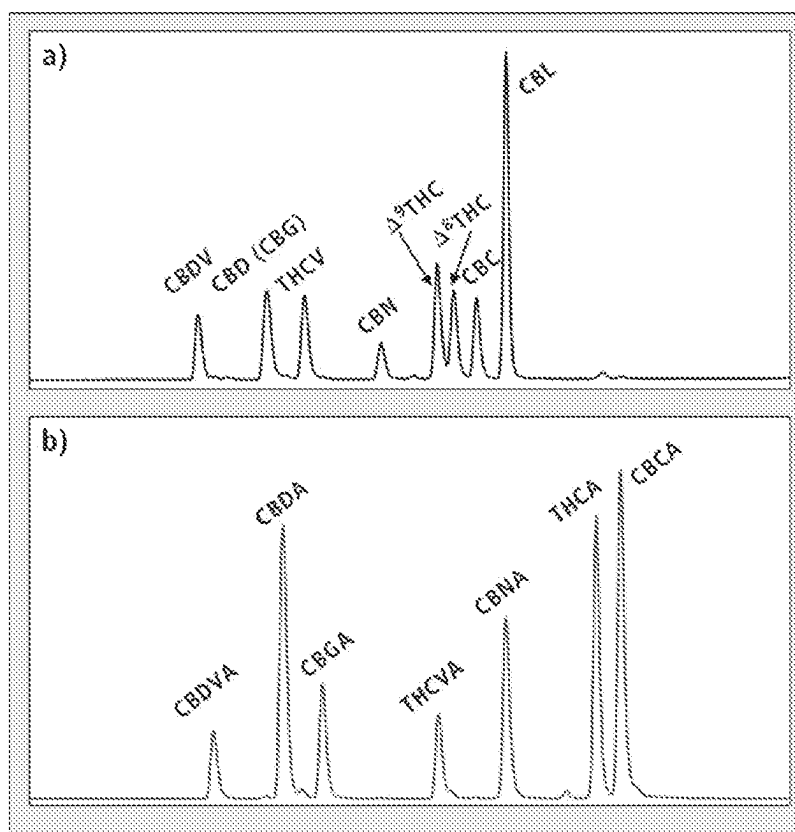 a)
CBDV
CBD (CBG)
THCV
CBN
Δ⁹THC
Δ⁸THC
CBC
CBL
b)
CBDVA
CBDA
CBGA
THCVA
CBNA
THCA
CBCA